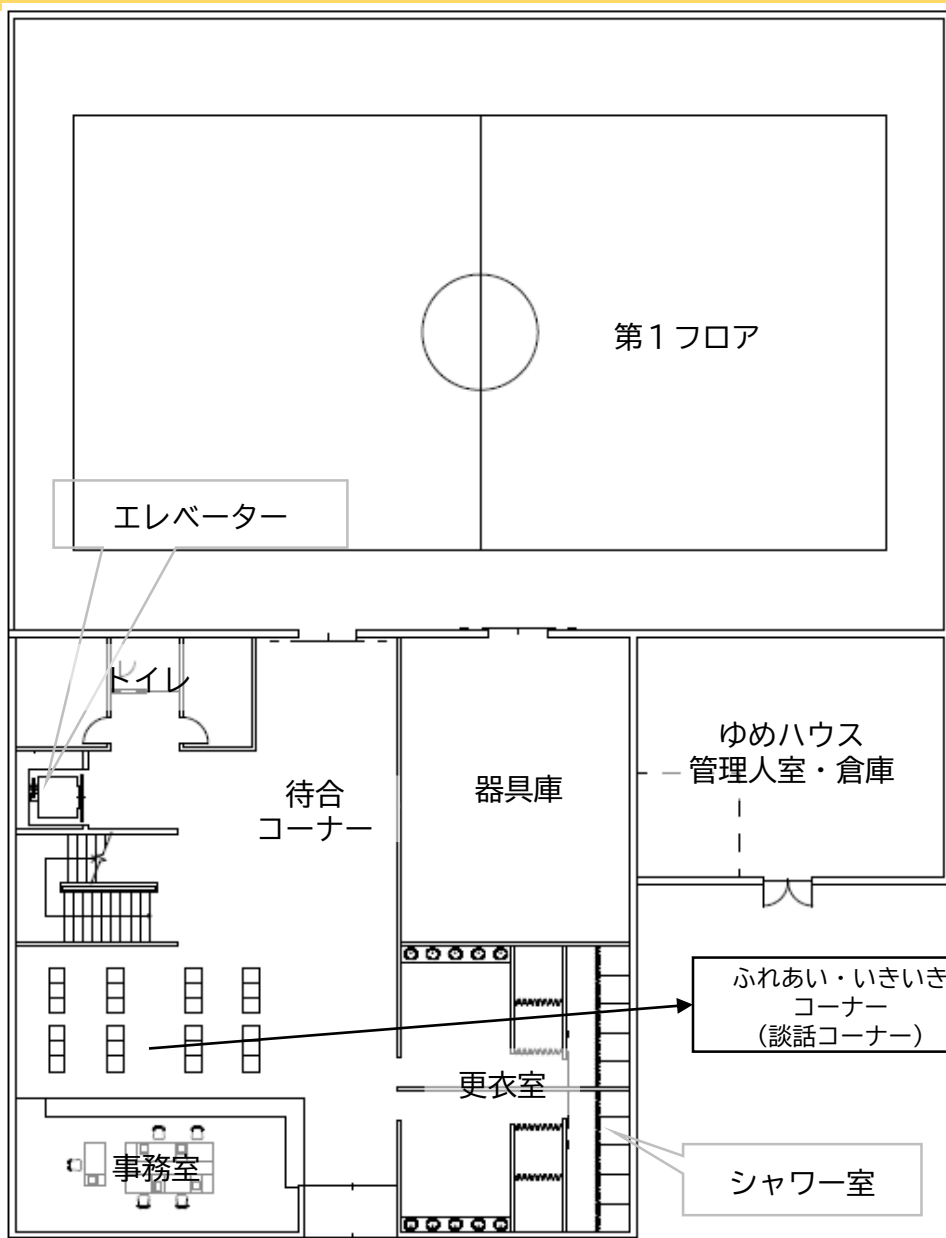 第１フロア
エレベーター
トイレ
待合
コーナー
器具庫
ゆめハウス
管理人室・倉庫
ふれあい・いきいき
コーナー
（談話コーナー）
更衣室
事務室
シャワー室